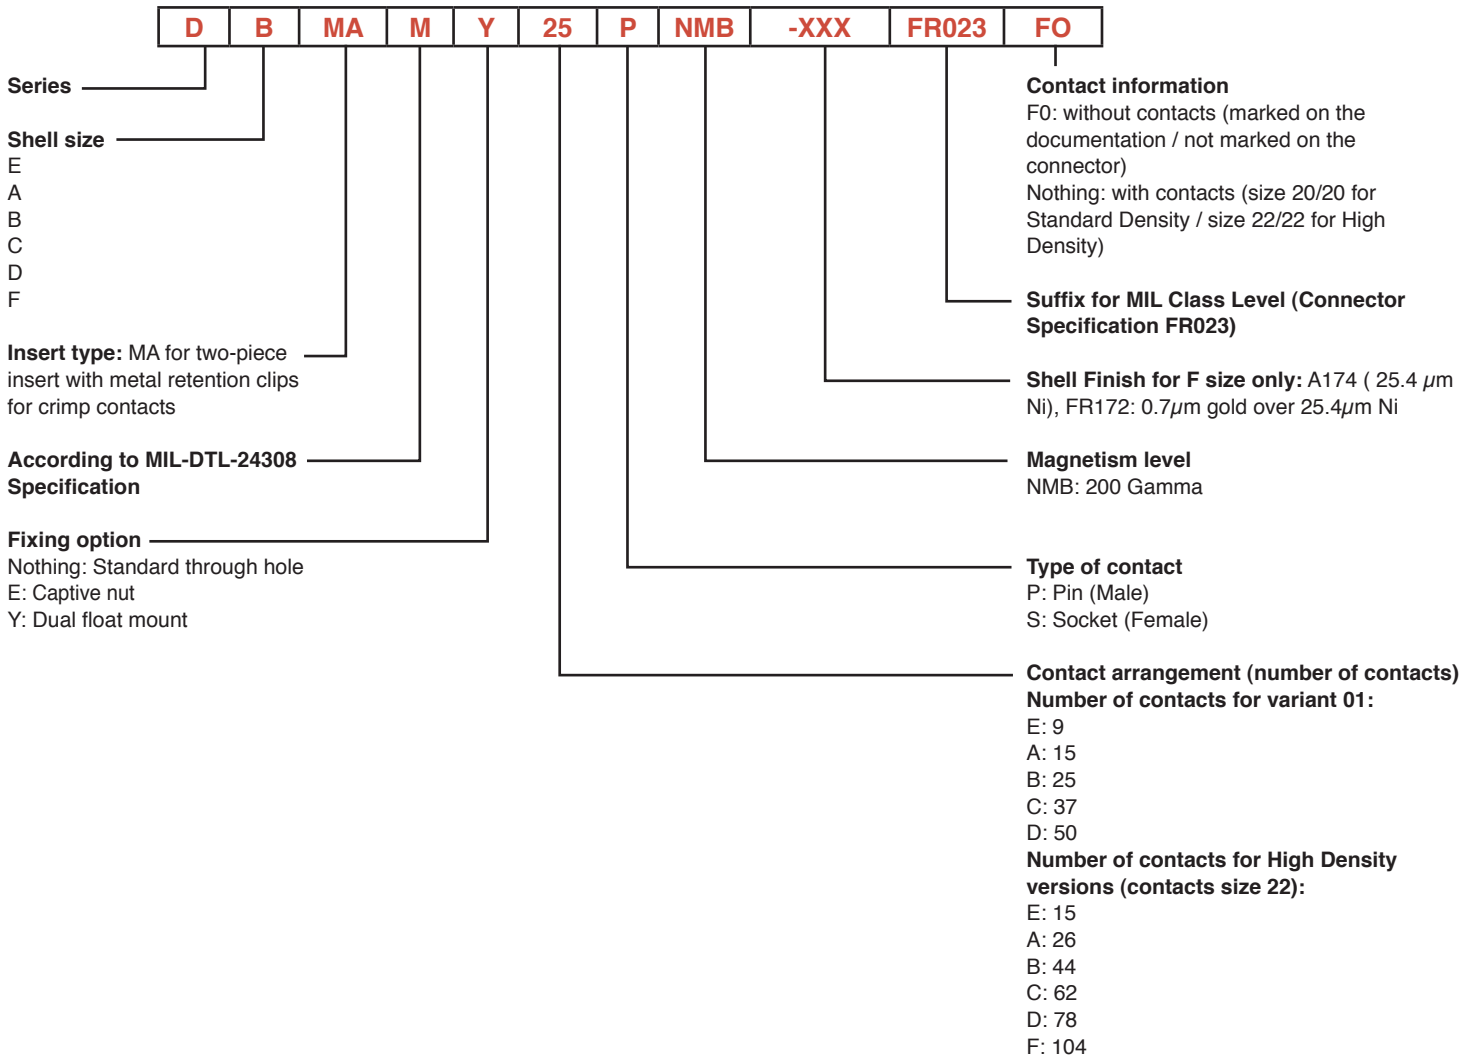 D B MA M Y 25 P NMB -XXX FR023 FO
Series
Shell size
E
A
B
C
D
F
Insert type: MA for two-piece
insert with metal retention clips
for crimp contacts
According to MIL-DTL-24308
Specification
Fixing option
Nothing: Standard through hole
E: Captive nut
Y: Dual float mount
Contact information
F0: without contacts (marked on the
documentation / not marked on the
connector)
Nothing: with contacts (size 20/20 for
Standard Density / size 22/22 for High
Density)
Suffix for MIL Class Level (Connector
Specification FR023)
Shell Finish for F size only: A174 ( 25.4 µm
Ni), FR172: 0.7µm gold over 25.4µm Ni
Magnetism level
NMB: 200 Gamma
Type of contact
P: Pin (Male)
S: Socket (Female)
Contact arrangement (number of contacts)
Number of contacts for variant 01:
E: 9
A: 15
B: 25
C: 37
D: 50
Number of contacts for High Density
versions (contacts size 22):
E: 15
A: 26
B: 44
C: 62
D: 78
F: 104